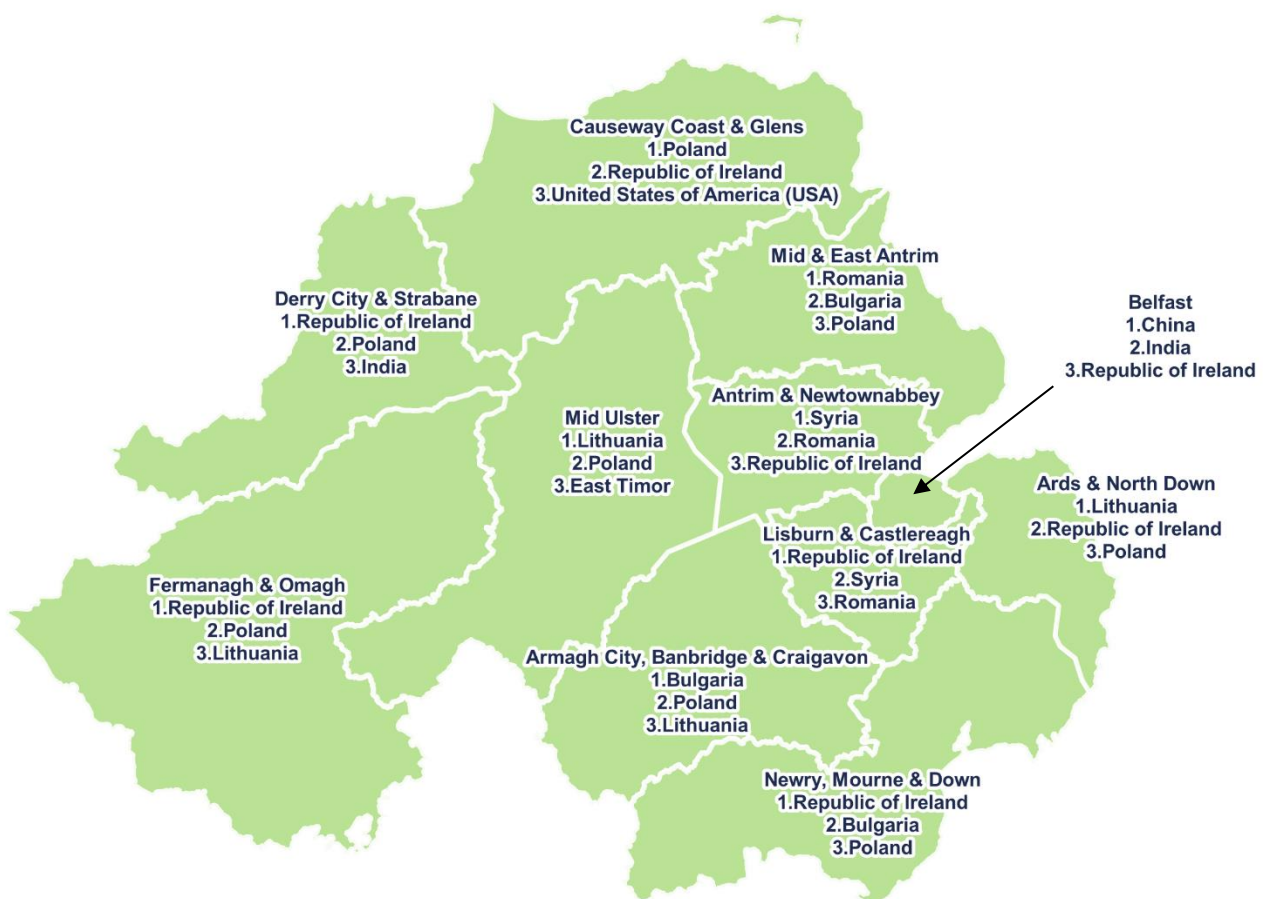 Causeway Coast & Glens
1.Poland
2.Republic of Ireland
3.United States of America (USA)
Mid & East Antrim
1.Romania
2.Bulgaria
3.Poland
Derry City & Strabane
1.Republic of Ireland
2.Poland
3.India
Belfast
1.China
2.India
3.Republic of Ireland
Antrim & Newtownabbey
1.Syria
2.Romania
3.Republic of Ireland
Mid Ulster
1.Lithuania
2.Poland
3.East Timor
Ards & North Down
1.Lithuania
2.Republic of Ireland
3.Poland
Lisburn & Castlereagh
1.Republic of Ireland
2.Syria
3.Romania
Fermanagh & Omagh
1.Republic of Ireland
2.Poland
3.Lithuania
Armagh City, Banbridge & Craigavon
1.Bulgaria
2.Poland
3.Lithuania
Newry, Mourne & Down
1.Republic of Ireland
2.Bulgaria
3.Poland